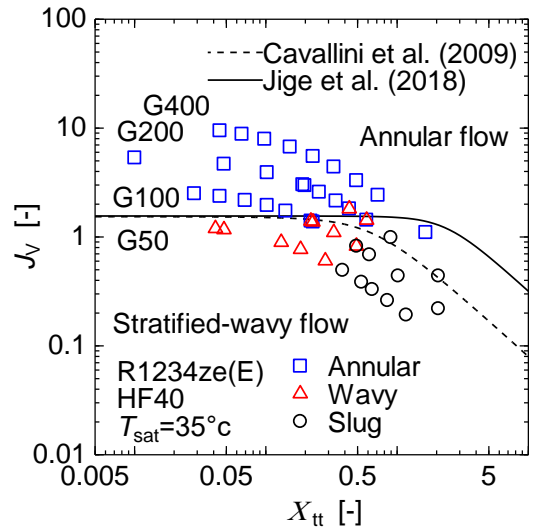 100
Cavallini et al. (2009)
Jige et al. (2018)
G400
10
G200
Annular flow
G100
1
G50
J_V [-]
0.1
Stratified-wavy flow
R1234ze(E)
Annular
HF40
Wavy
T_sat=35°c
Slug
0.01
0.005 0.05 0.5 5
X_tt [-]